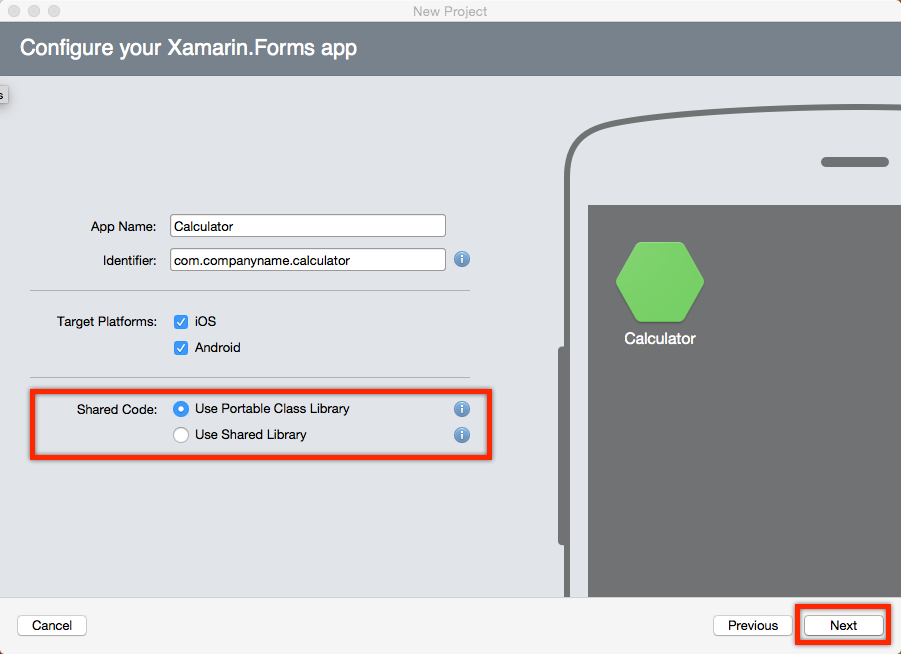 New Project
Configure your Xamarin.Forms app
s
App Name: Calculator
Identifier: com.companyname.calculator
Target Platforms: iOS
Android
Shared Code: Use Portable Class Library
Use Shared Library
Calculator
Cancel
Previous
Next